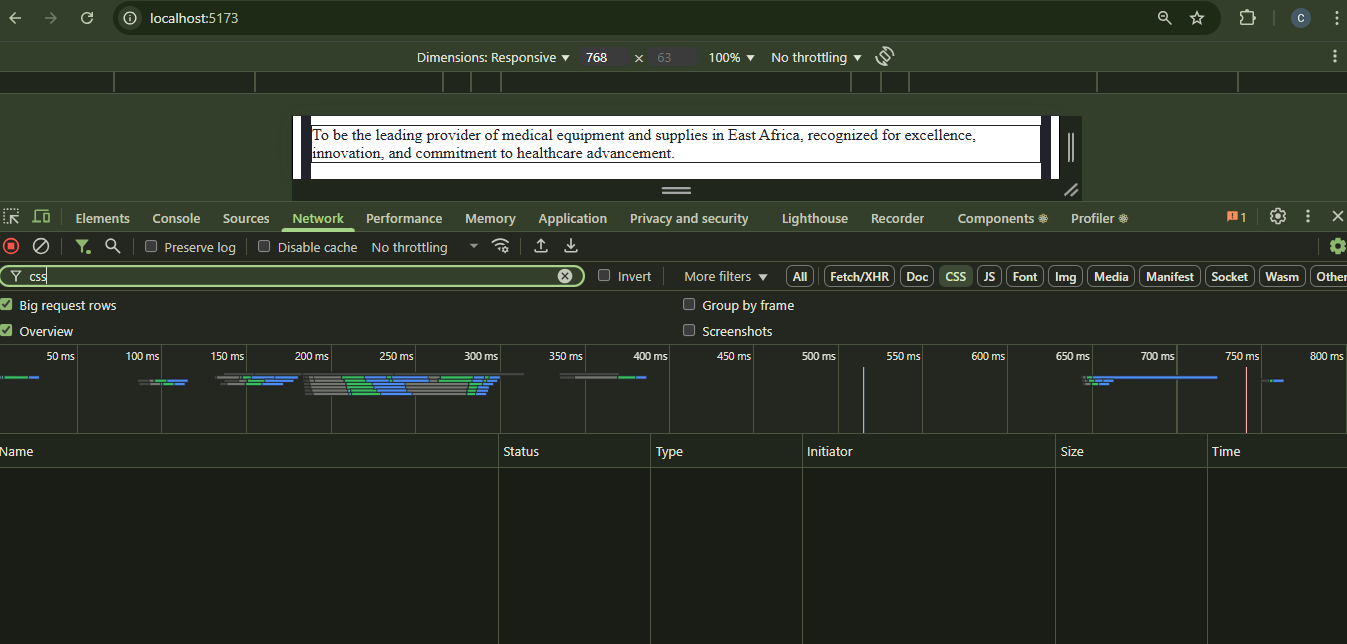 localhost:5173
C
Dimensions: Responsive 768 × 63 100% No throttling
To be the leading provider of medical equipment and supplies in East Africa, recognized for excellence,
innovation, and commitment to healthcare advancement.
Elements Console Sources Network Performance Memory Application Privacy and security Lighthouse Recorder Components ⚛ Profiler ⚛ 1
Preserve log Disable cache No throttling
css Invert More filters All Fetch/XHR Doc CSS JS Font Img Media Manifest Socket Wasm Other
Big request rows Group by frame
Overview Screenshots
50 ms 100 ms 150 ms 200 ms 250 ms 300 ms 350 ms 400 ms 450 ms 500 ms 550 ms 600 ms 650 ms 700 ms 750 ms 800 ms
Name Status Type Initiator Size Time